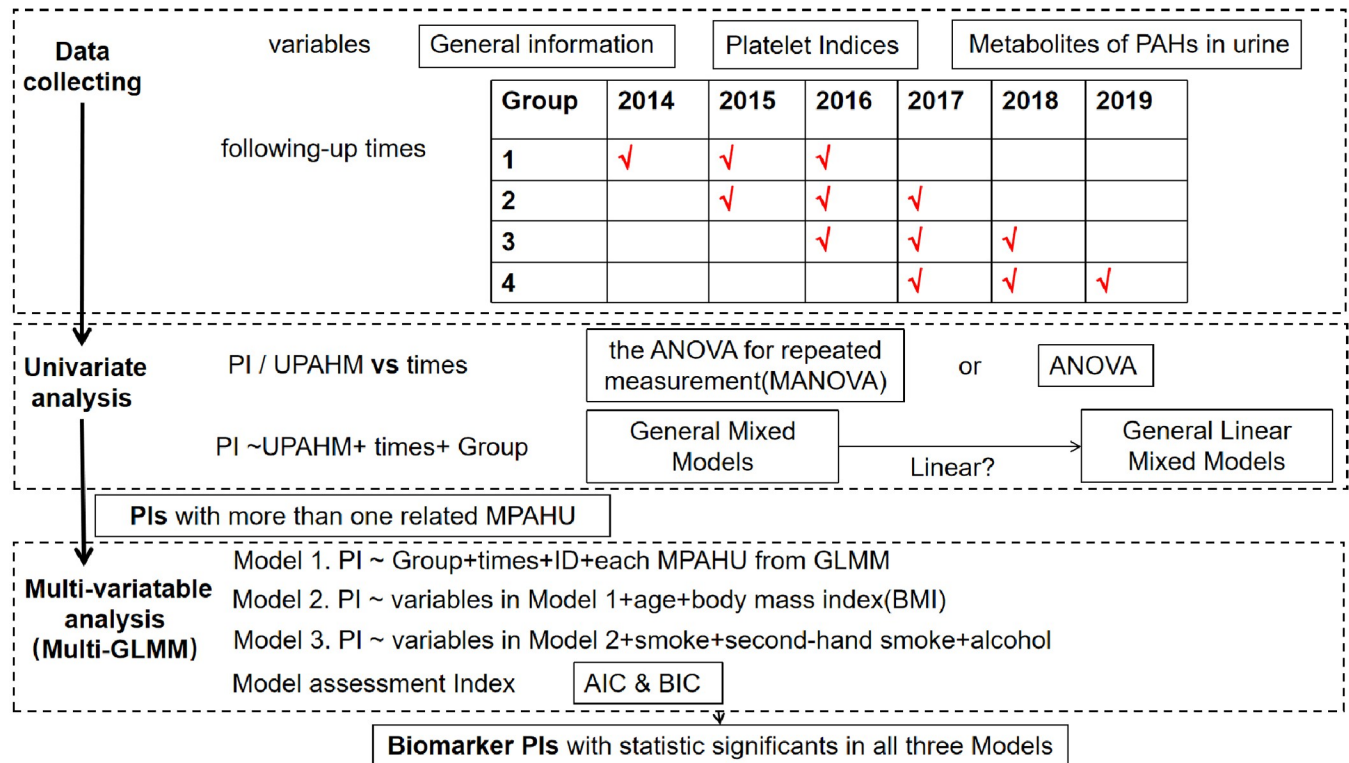 Data collecting
variables General information Platelet Indices Metabolites of PAHs in urine
following-up times
Group 2014 2015 2016 2017 2018 2019
1 √ √ √
2 √ √ √
3 √ √ √
4 √ √ √
Univariate analysis
PI / UPAHM vs times
the ANOVA for repeated
measurement(MANOVA)
or
ANOVA
PI ~UPAHM+ times+ Group
General Mixed
Models
Linear?
General Linear
Mixed Models
PIs with more than one related MPAHU
Multi-variatable
analysis
(Multi-GLMM)
Model 1. PI ~ Group+times+ID+each MPAHU from GLMM
Model 2. PI ~ variables in Model 1+age+body mass index(BMI)
Model 3. PI ~ variables in Model 2+smoke+second-hand smoke+alcohol
Model assessment Index AIC & BIC
Biomarker PIs with statistic significants in all three Models